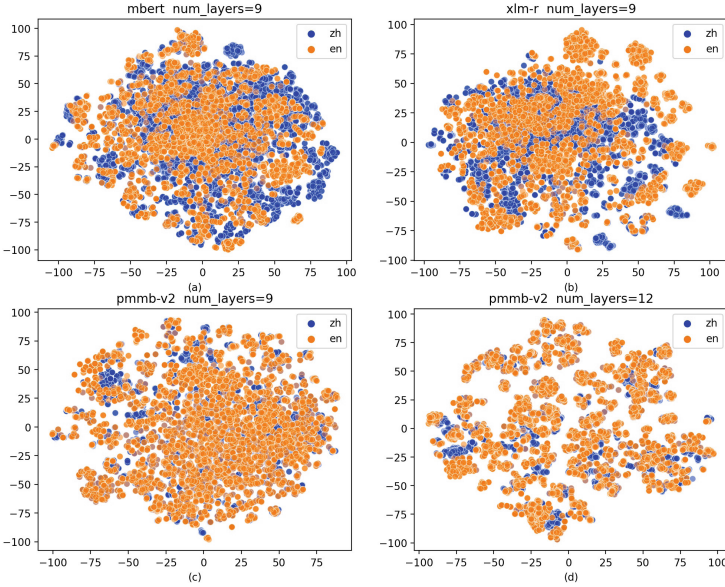 mbert num_layers=9
zh
en
100
75
50
25
0
−25
−50
−75
−100
−100 −75 −50 −25 0 25 50 75 100
(a)
xlm-r num_layers=9
zh
en
100
75
50
25
0
−25
−50
−75
−100
−100 −75 −50 −25 0 25 50 75 100
(b)
pmmb-v2 num_layers=9
zh
en
100
75
50
25
0
−25
−50
−75
−100
−100 −75 −50 −25 0 25 50 75
(c)
pmmb-v2 num_layers=12
zh
en
100
75
50
25
0
−25
−50
−75
−100
−100 −75 −50 −25 0 25 50 75 100
(d)